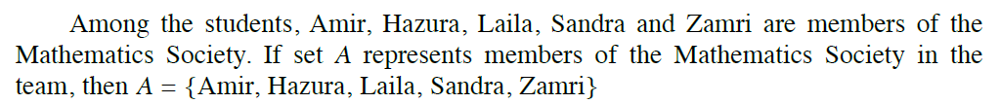 Among the students, Amir, Hazura, Laila, Sandra and Zamri are members of the
Mathematics Society. If set A represents members of the Mathematics Society in the
team, then A = {Amir, Hazura, Laila, Sandra, Zamri}